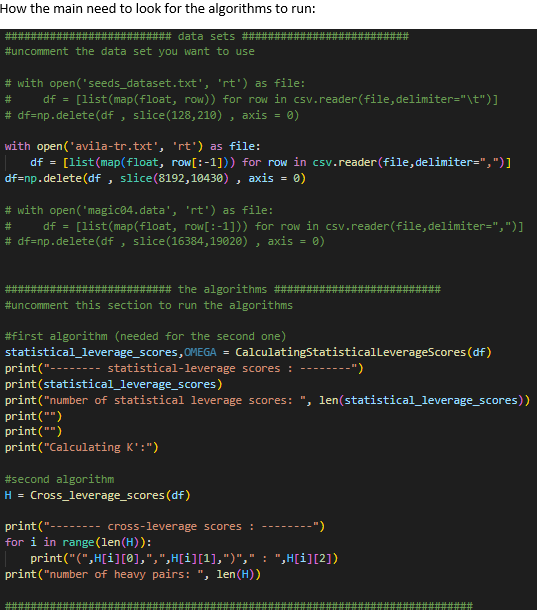 How the main need to look for the algorithms to run:
########################## data sets ##########################
#uncomment the data set you want to use
# with open('seeds_dataset.txt', 'rt') as file:
#     df = [list(map(float, row)) for row in csv.reader(file,delimiter="\t")]
# df=np.delete(df , slice(128,210) , axis = 0)
with open('avila-tr.txt', 'rt') as file:
    df = [list(map(float, row[:-1])) for row in csv.reader(file,delimiter=",")]
df=np.delete(df , slice(8192,10430) , axis = 0)
# with open('magic04.data', 'rt') as file:
#     df = [list(map(float, row[:-1])) for row in csv.reader(file,delimiter=",")]
# df=np.delete(df , slice(16384,19020) , axis = 0)
########################## the algorithms ##########################
#uncomment this section to run the algorithms
#first algorithm (needed for the second one)
statistical_leverage_scores,OMEGA = CalculatingStatisticalLeverageScores(df)
print("-------- statistical-leverage scores : --------")
print(statistical_leverage_scores)
print("number of statistical leverage scores: ", len(statistical_leverage_scores))
print("")
print("")
print("Calculating K':")
#second algorithm
H = Cross_leverage_scores(df)
print("-------- cross-leverage scores : --------")
for i in range(len(H)):
    print("(",H[i][0],",",H[i][1],")"," : ",H[i][2])
print("number of heavy pairs: ", len(H))
#########################################################################